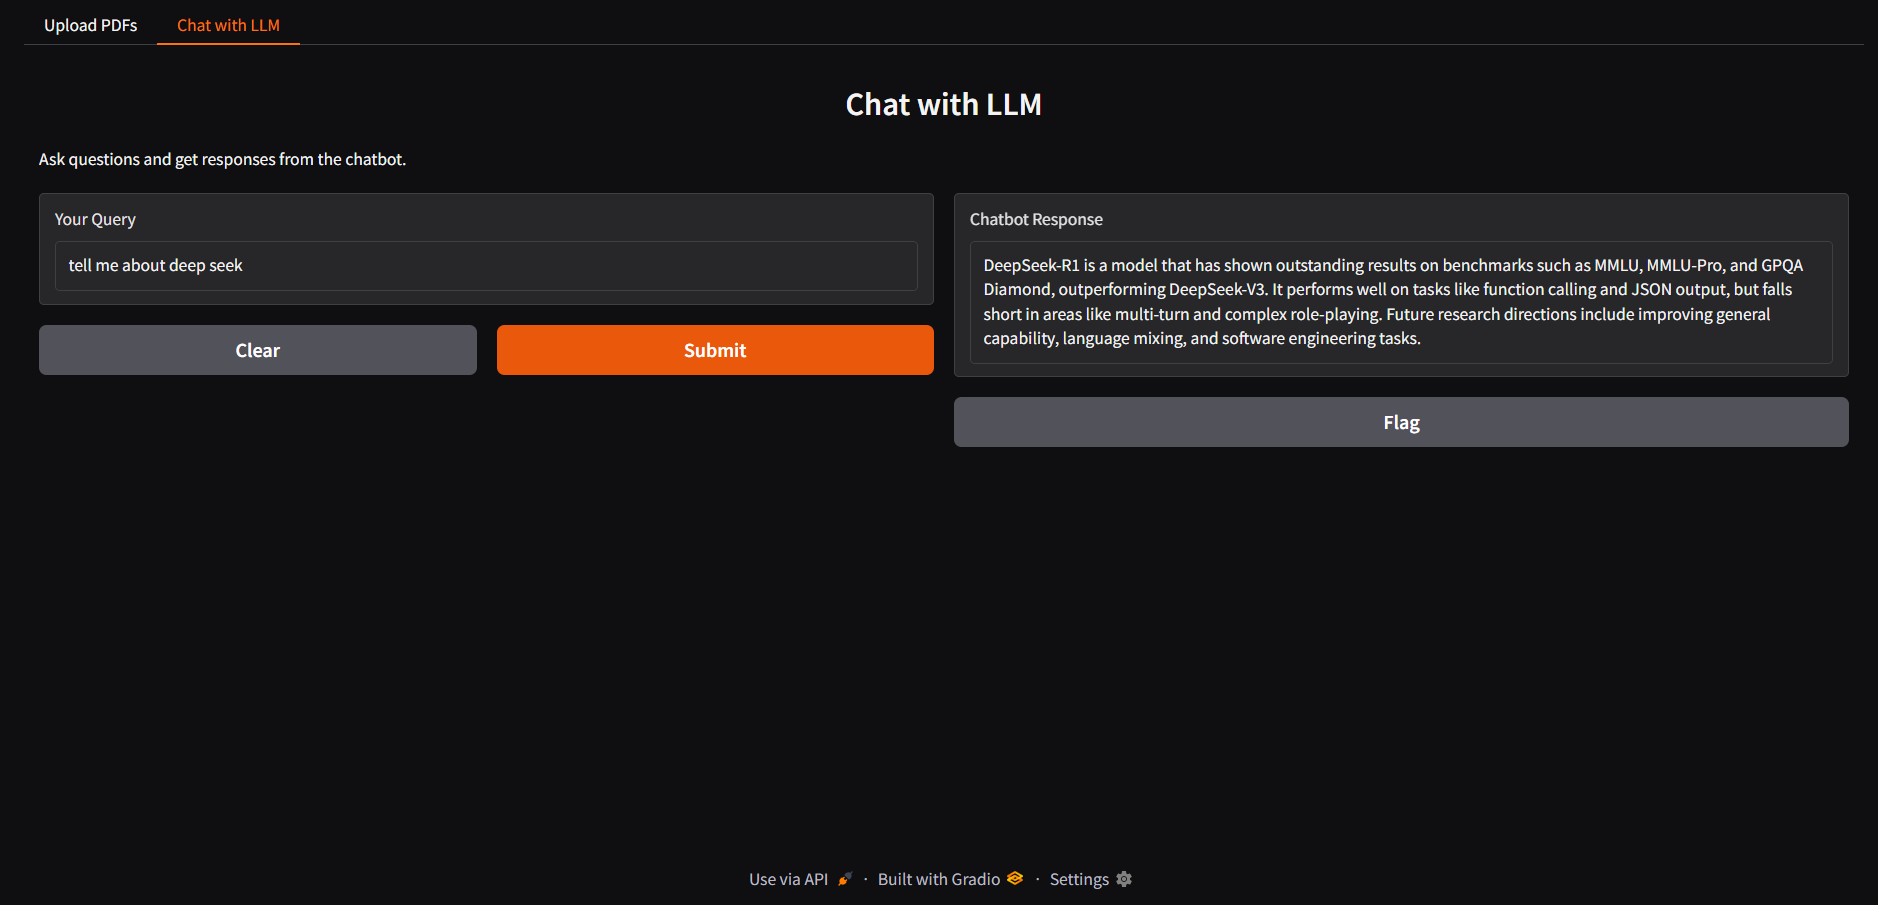 Upload PDFs
Chat with LLM
Chat with LLM
Ask questions and get responses from the chatbot.
Your Query
tell me about deep seek
Clear
Submit
Chatbot Response
DeepSeek-R1 is a model that has shown outstanding results on benchmarks such as MMLU, MMLU-Pro, and GPQA
Diamond, outperforming DeepSeek-V3. It performs well on tasks like function calling and JSON output, but falls
short in areas like multi-turn and complex role-playing. Future research directions include improving general
capability, language mixing, and software engineering tasks.
Flag
Use via API · Built with Gradio · Settings